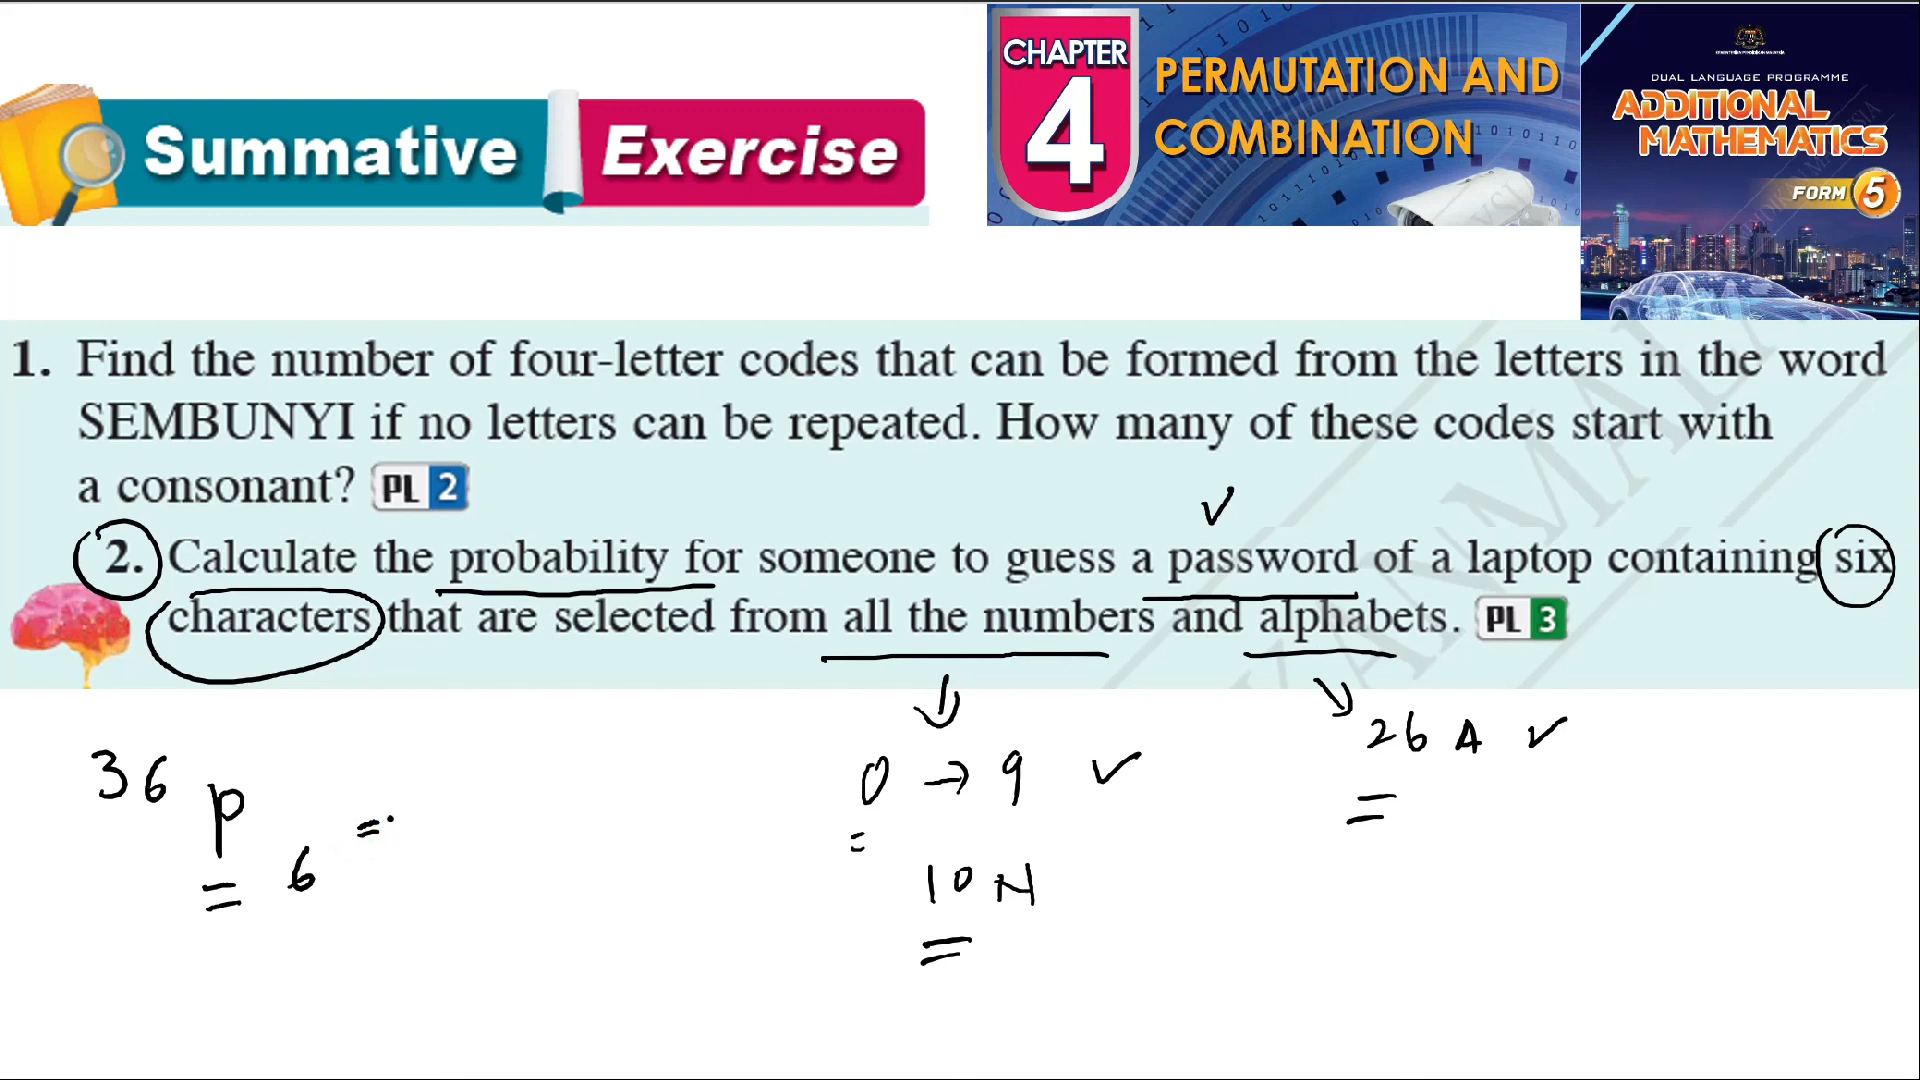 CHAPTER
4
PERMUTATION AND
COMBINATION
DUAL LANGUAGE PROGRAMME
ADDITIONAL
MATHEMATICS
FORM 5
Summative Exercise
1. Find the number of four-letter codes that can be formed from the letters in the word
SEMBUNYI if no letters can be repeated. How many of these codes start with
a consonant? PL 2
2. Calculate the probability for someone to guess a password of a laptop containing six
characters that are selected from all the numbers and alphabets. PL 3
36 P 6 =
0 → 9 ✓
=
10 N
=
26 A ✓
=